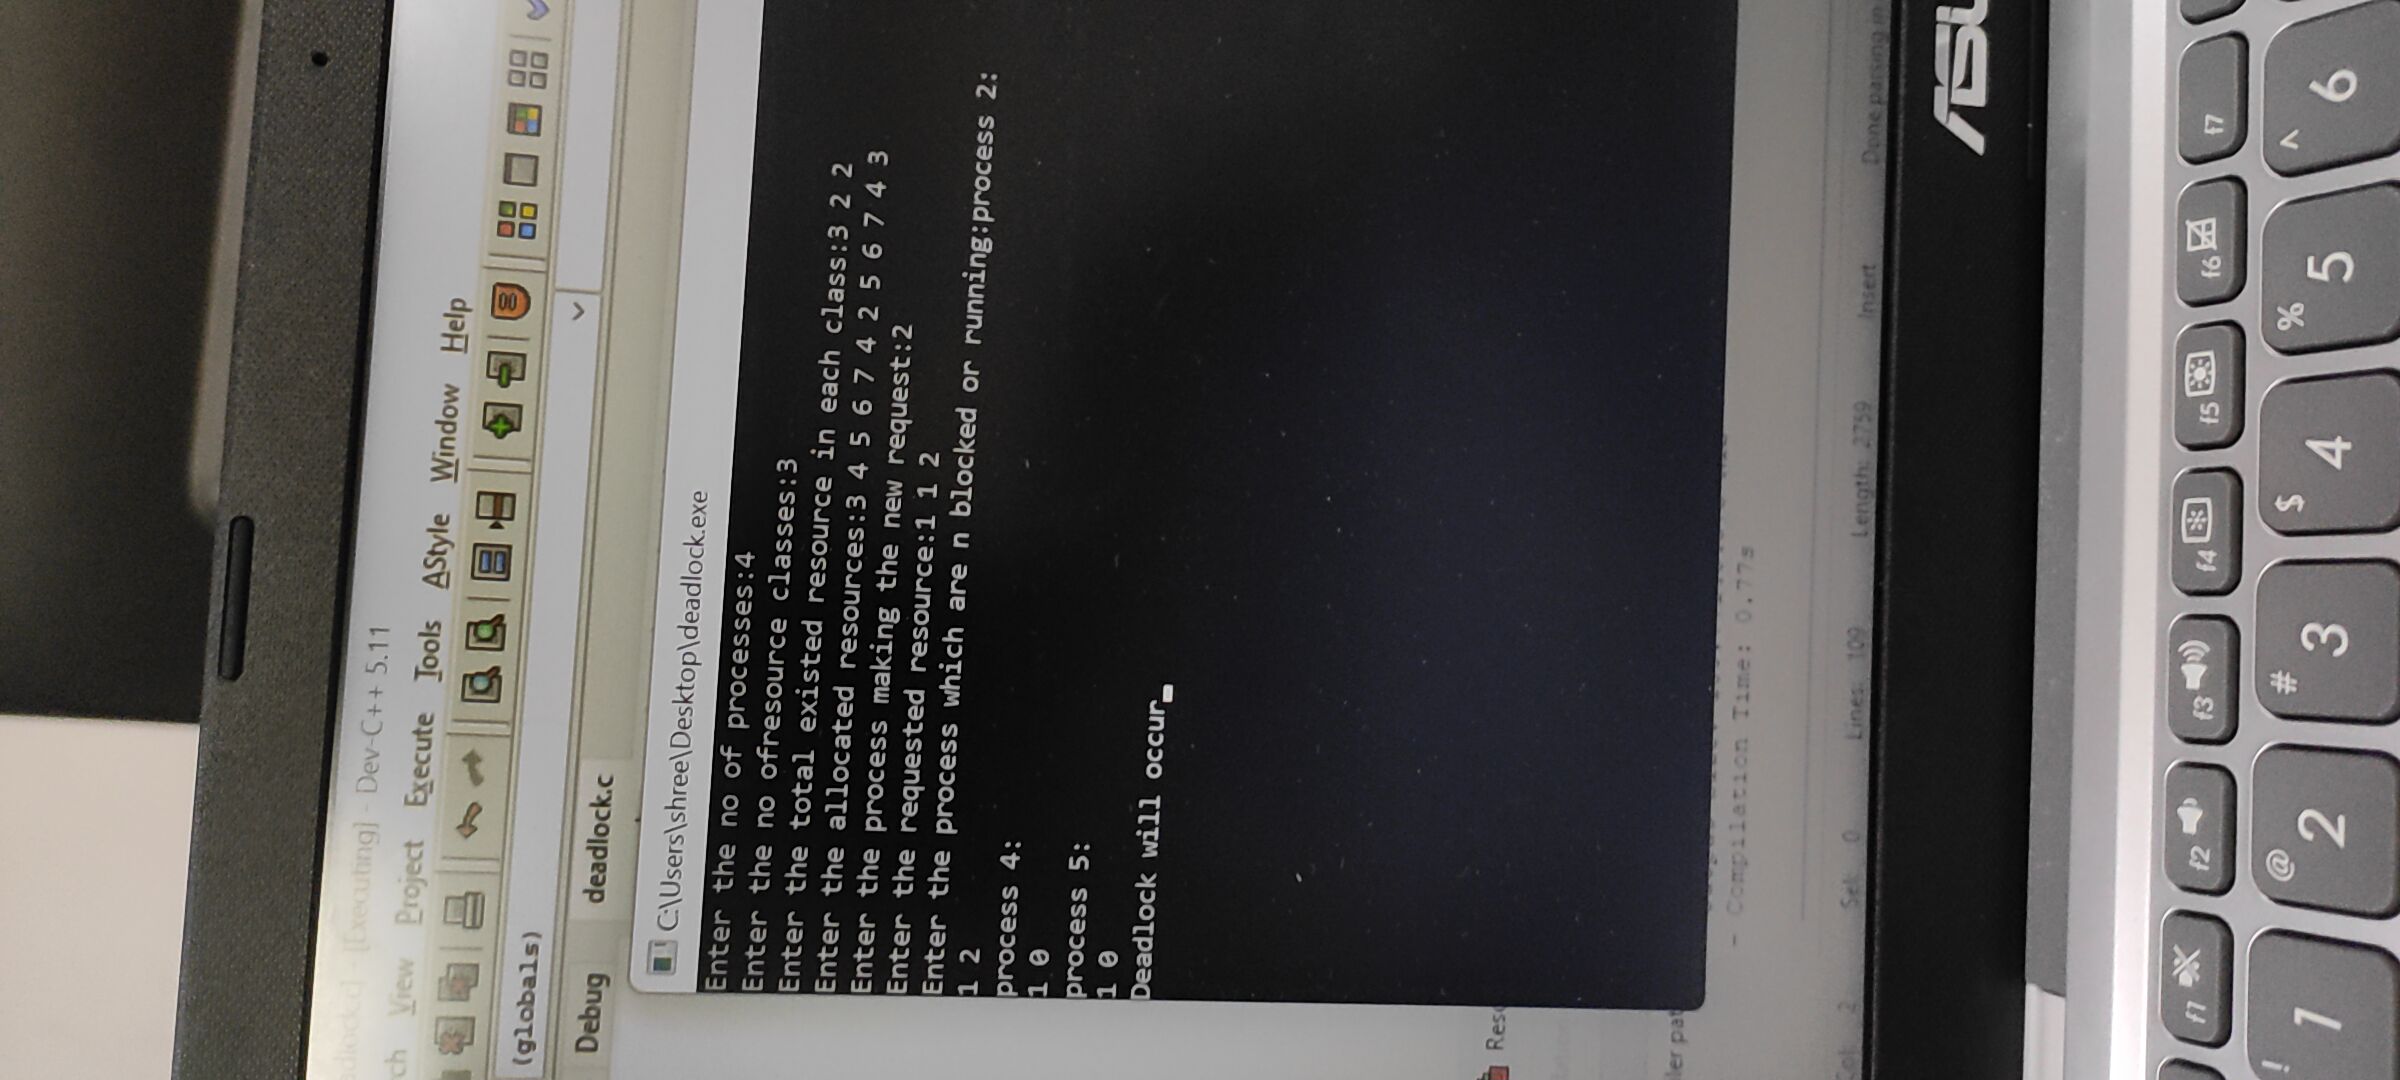 [Executing] - Dev-C++ 5.11
View Project Execute Tools AStyle Window Help
(globals)
Debug deadlock.c
C:\Users\shree\Desktop\deadlock.exe
Enter the no of processes:4
Enter the no ofresource classes:3
Enter the total existed resource in each class:3 2 2
Enter the allocated resources:3 4 5 6 7 4 2 5 6 7 4 3
Enter the process making the new request:2
Enter the requested resource:1 1 2
Enter the process which are n blocked or running:process 2:
1 2
process 4:
1 0
process 5:
1 0
Deadlock will occur
- Compilation Time: 0.77s
Col: 2 Sel: 0 Lines: 109 Length: 2759 Insert Done parsing in
f1 f2 f3 f4 f5 f6 f7
! @ # $ % ^
1 2 3 4 5 6